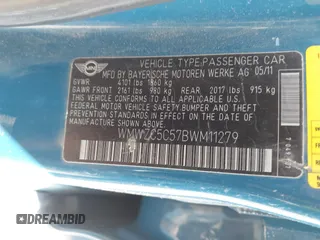 MINI
VEHICLE TYPE:PASSENGER CAR
MFD BY BAYERISCHE MOTOREN WERKE AG 05/11
GVWR 4101 lbs 1860 kg
GAWR FRONT 2161 lbs 980 kg REAR 2017 lbs 915 kg
THIS VEHICLE CONFORMS TO ALL APPLICABLE
FEDERAL MOTOR VEHICLE SAFETY, BUMPER, AND
THEFT PREVENTION STANDARDS IN EFFECT ON THE
DATE OF MANUFACTURE SHOWN ABOVE.
WMWZC5C57BWM11279
© AUTOBIDMASTER